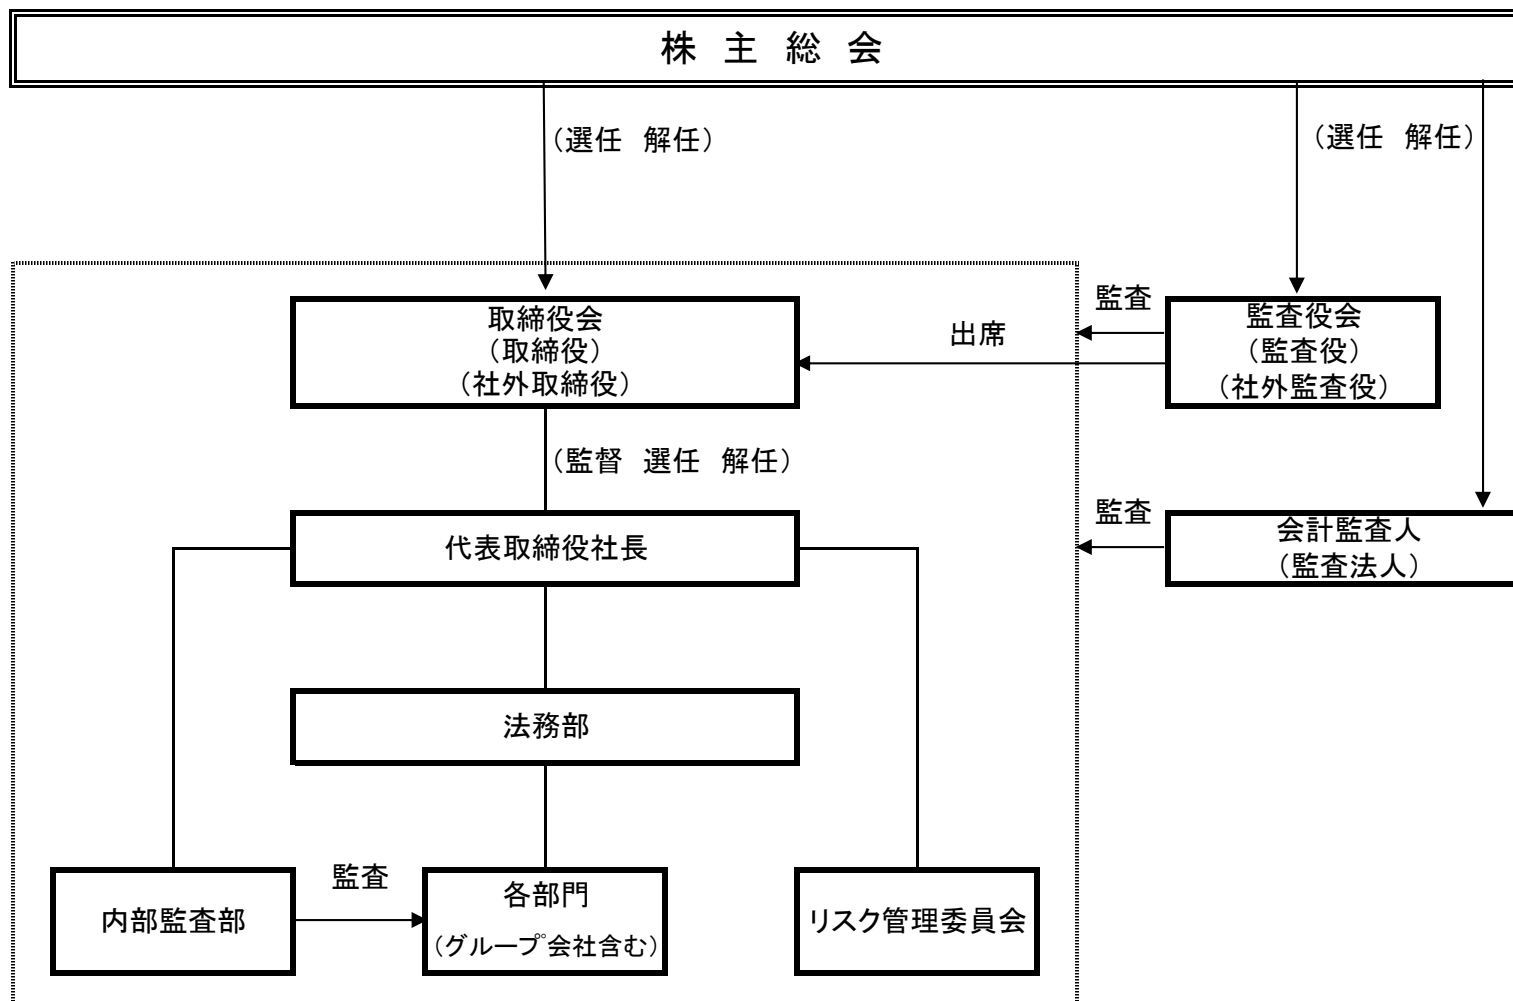 株 主 総 会
（選任　解任）
（選任　解任）
取締役会
（取締役）
（社外取締役）
出席
監査
監査役会
（監査役）
（社外監査役）
（監督　選任　解任）
代表取締役社長
監査
会計監査人
（監査法人）
法務部
内部監査部
監査
各部門
（グループ会社含む）
リスク管理委員会